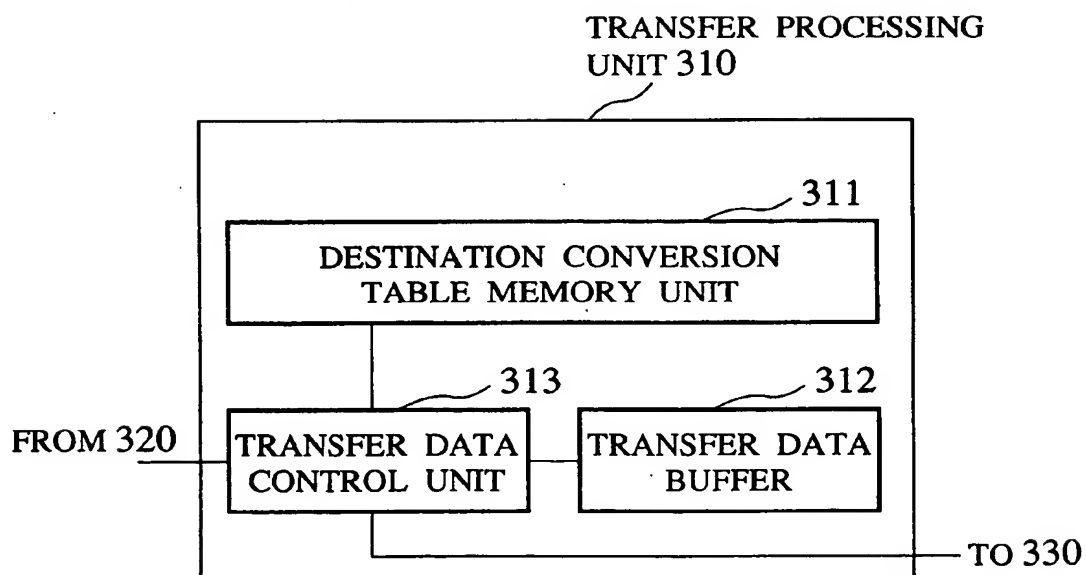 TRANSFER PROCESSING
UNIT 310
311
DESTINATION CONVERSION
TABLE MEMORY UNIT
313
312
FROM 320
TRANSFER DATA
CONTROL UNIT
TRANSFER DATA
BUFFER
TO 330